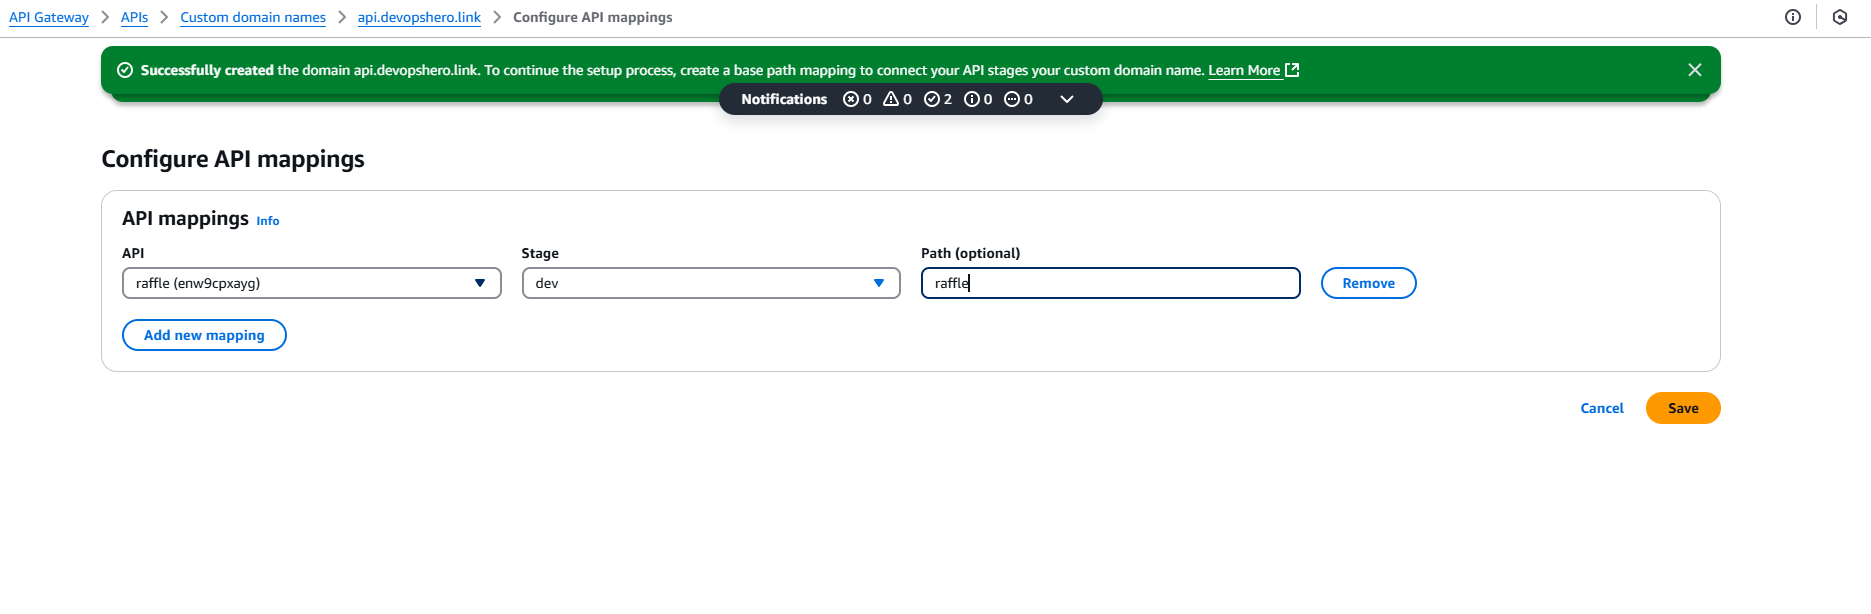 API Gateway > APIs > Custom domain names > api.devopshero.link > Configure API mappings
Successfully created the domain api.devopshero.link. To continue the setup process, create a base path mapping to connect your API stages your custom domain name. Learn More
Notifications 0 0 2 0 0
Configure API mappings
API mappings Info
API Stage Path (optional)
raffle (enw9cpxayg) dev raffle Remove
Add new mapping
Cancel Save